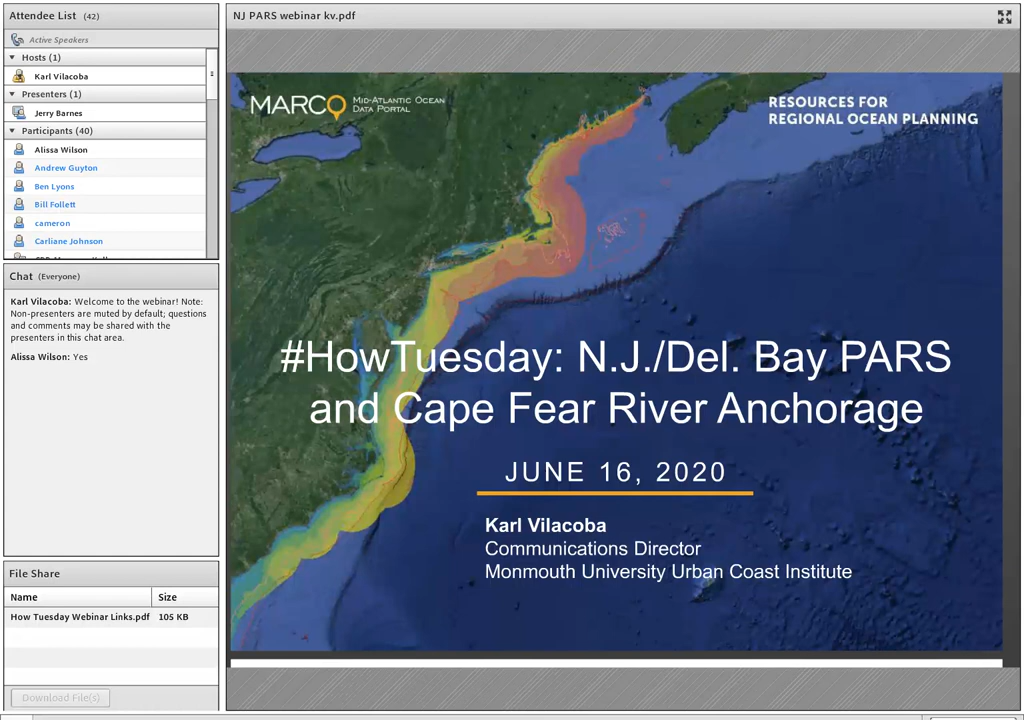 Attendee List (42)
Active Speakers
Hosts (1)
Karl Vilacoba
Presenters (1)
Jerry Barnes
Participants (40)
Alissa Wilson
Andrew Guyton
Ben Lyons
Bill Follett
cameron
Carliane Johnson
Chat (Everyone)
Karl Vilacoba: Welcome to the webinar! Note:
Non-presenters are muted by default; questions
and comments may be shared with the
presenters in this chat area.
Alissa Wilson: Yes
File Share
Name Size
How Tuesday Webinar Links.pdf 105 KB
Download File(s)
NJ PARS webinar kv.pdf
MARCO MID-ATLANTIC OCEAN
DATA PORTAL
RESOURCES FOR
REGIONAL OCEAN PLANNING
#HowTuesday: N.J./Del. Bay PARS
and Cape Fear River Anchorage
JUNE 16, 2020
Karl Vilacoba
Communications Director
Monmouth University Urban Coast Institute